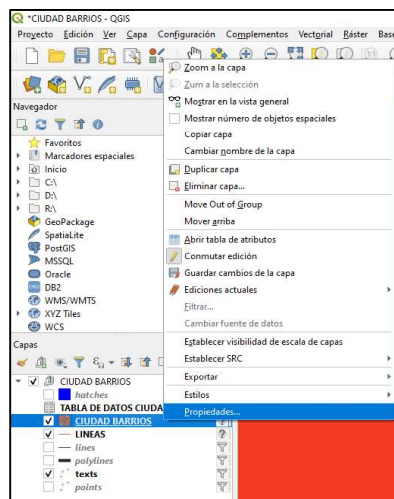 *CIUDAD BARRIOS - QGIS
Proyecto Edición Ver Capa Configuración Complementos Vectorial Ráster Base
Navegador
Favoritos
Marcadores espaciales
Inicio
C:\
D:\
R:\
GeoPackage
SpatiaLite
PostGIS
MSSQL
Oracle
DB2
WMS/WMTS
XYZ Tiles
WCS
Zoom a la capa
Zum a la selección
Mostrar en la vista general
Mostrar número de objetos espaciales
Copiar capa
Cambiar nombre de la capa
Duplicar capa
Eliminar capa...
Move Out of Group
Mover arriba
Abrir tabla de atributos
Conmutar edición
Guardar cambios de la capa
Ediciones actuales
Filtrar...
Cambiar fuente de datos
Establecer visibilidad de escala de capas
Establecer SRC
Exportar
Estilos
Propiedades...
Capas
CIUDAD BARRIOS
hatches
TABLA DE DATOS CIUDA
CIUDAD BARRIOS
LINEAS
lines
polylines
texts
points